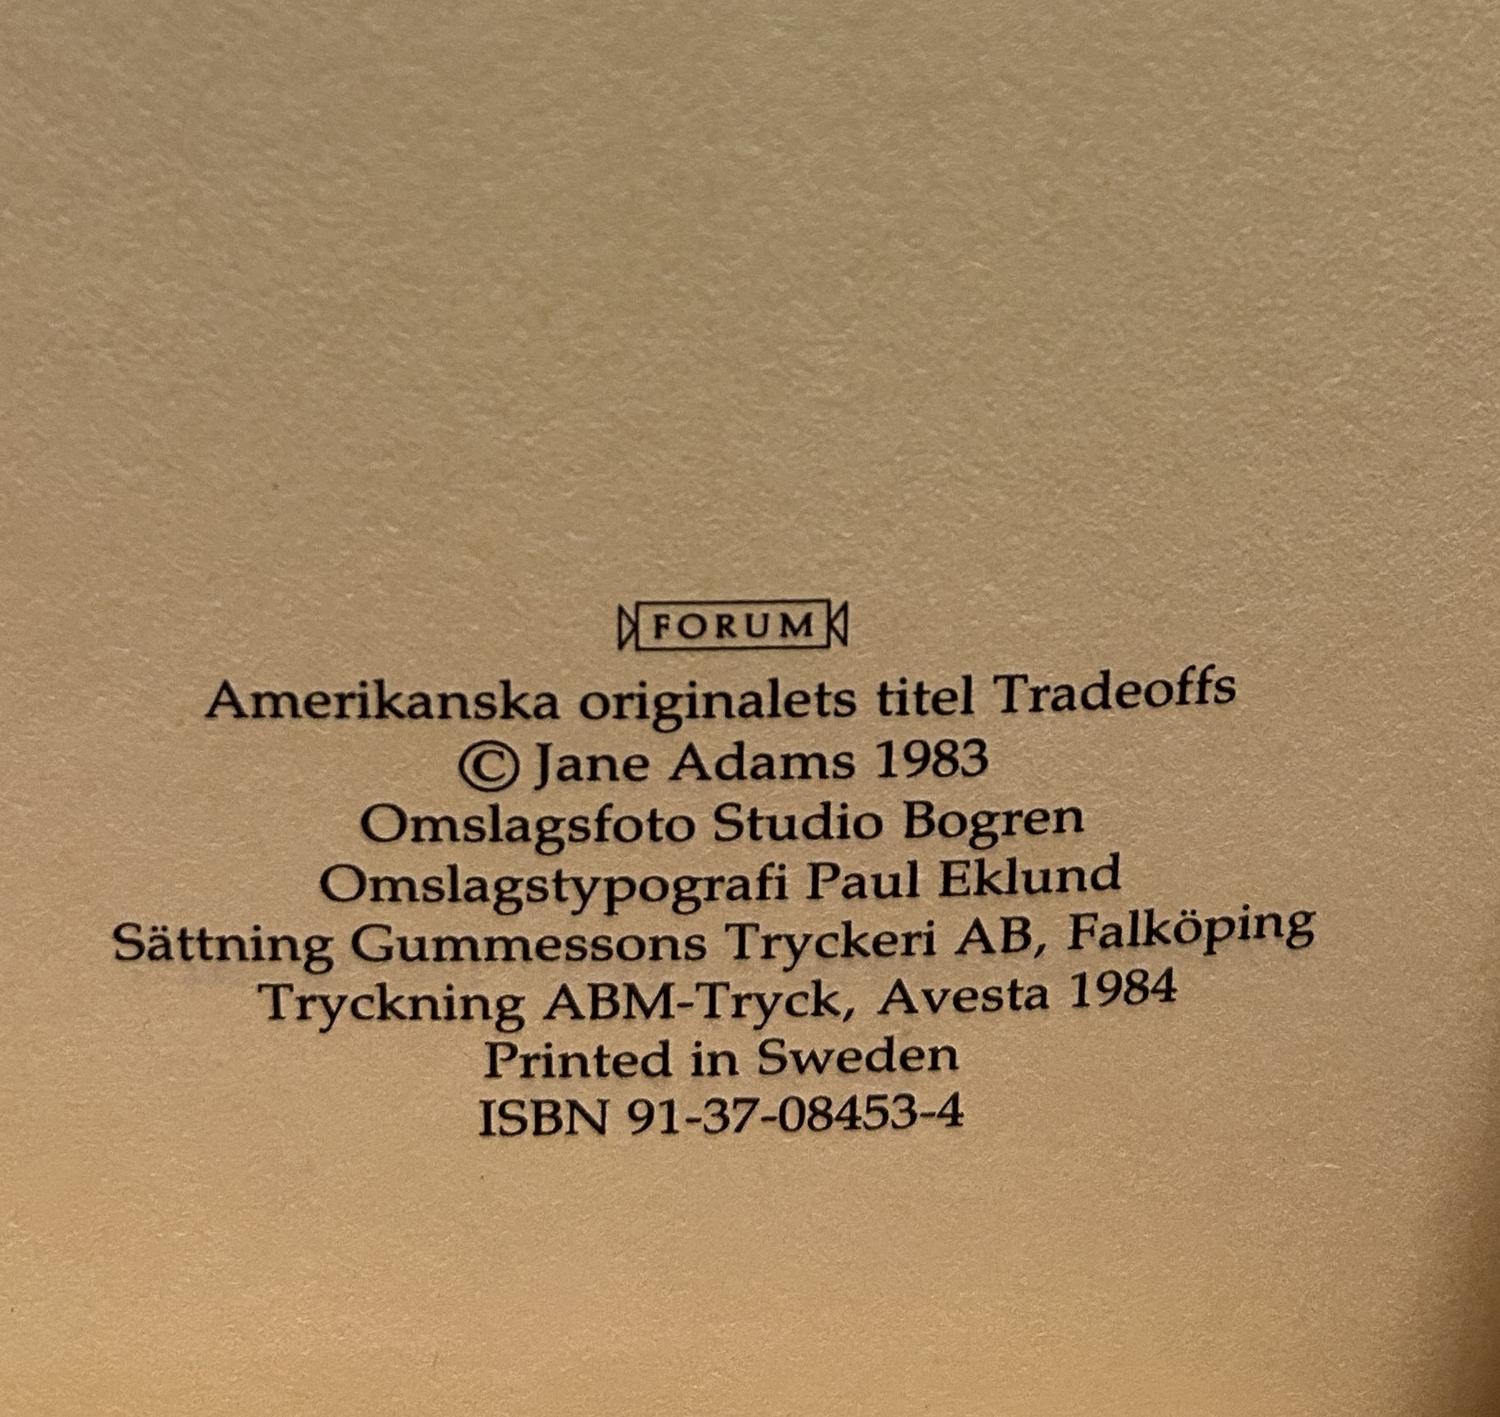 FORUM
Amerikanska originalets titel Tradeoffs
© Jane Adams 1983
Omslagsfoto Studio Bogren
Omslagstypografi Paul Eklund
Sättning Gummessons Tryckeri AB, Falköping
Tryckning ABM-Tryck, Avesta 1984
Printed in Sweden
ISBN 91-37-08453-4